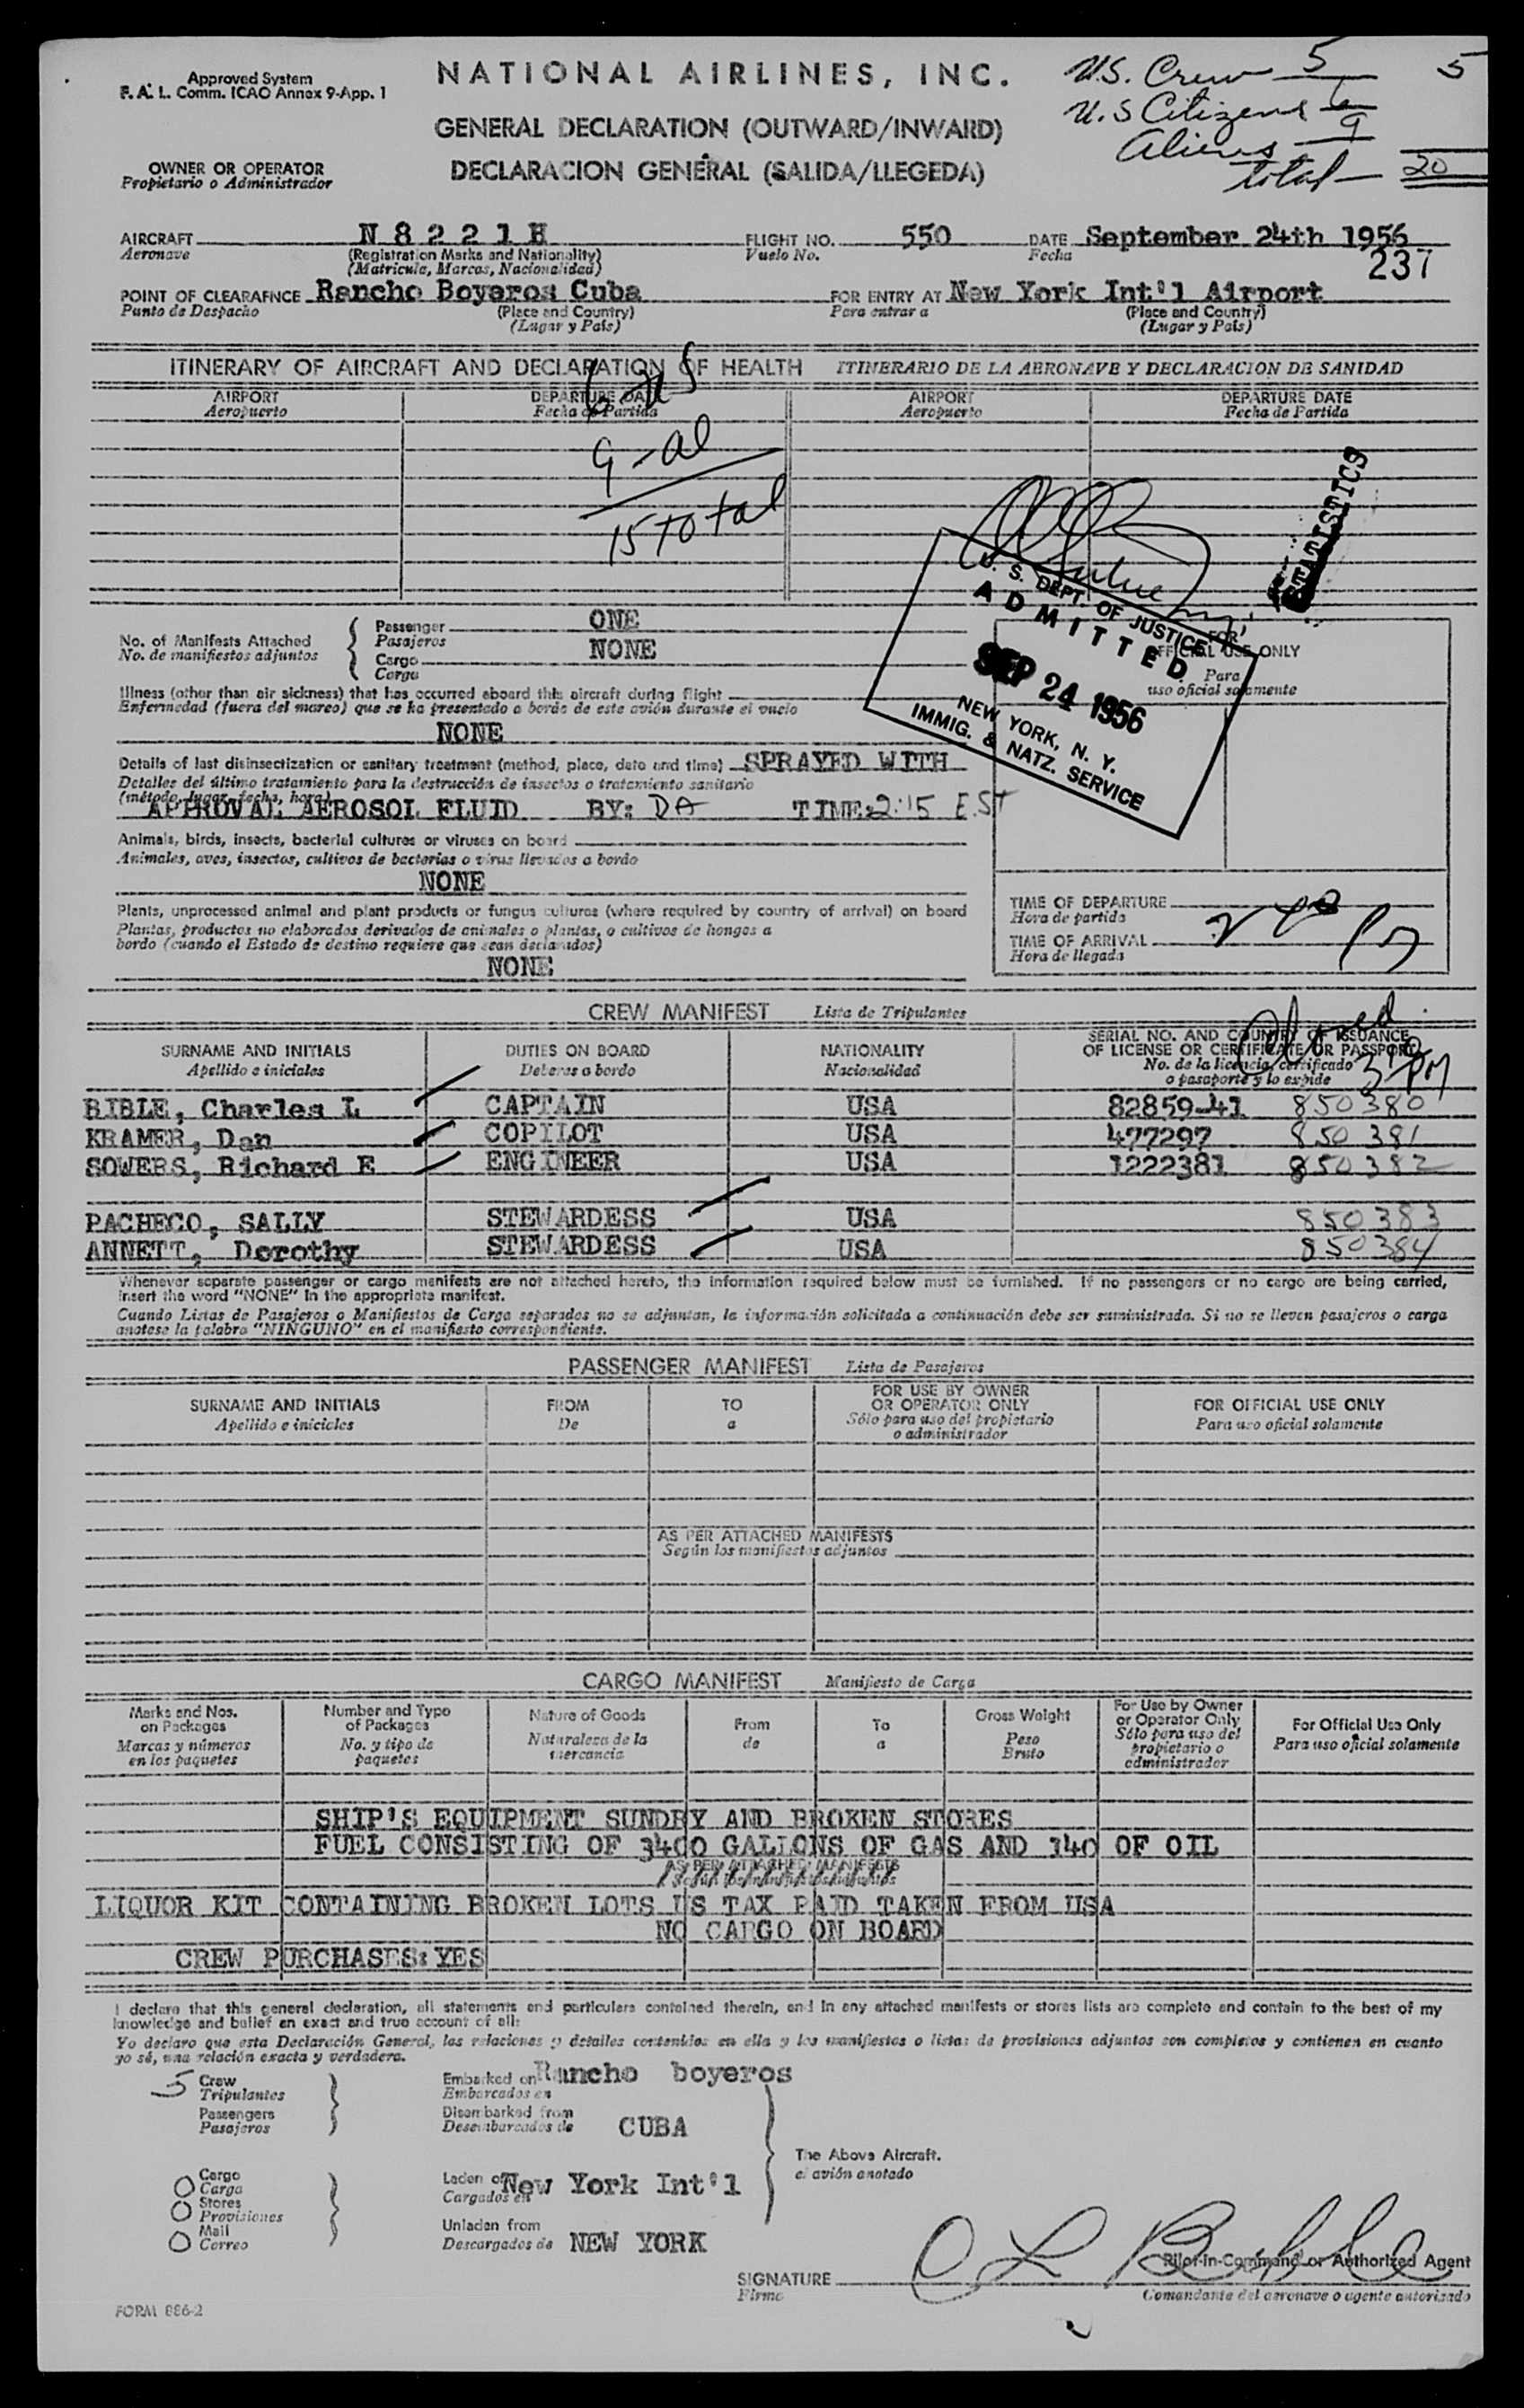 Approved System
F. A. L. Comm. ICAO Annex 9-App. 1
NATIONAL AIRLINES, INC.
GENERAL DECLARATION (OUTWARD/INWARD)
DECLARACION GENERAL (SALIDA/LLEGEDA)
U.S. Crew 5 5
U.S Citizens 6
Aliens 9
total 20
OWNER OR OPERATOR
Propietario o Administrador
AIRCRAFT N 8 2 2 1 H FLIGHT NO. 550 DATE September 24th 1956
Aeronave (Registration Marks and Nationality) Vuelo No. Fecha 237
(Matricula, Marcas, Nacionalidad)
POINT OF CLEARAFNCE Rancho Boyeros Cuba FOR ENTRY AT New York Int'l Airport
Punto de Despacho (Place and Country) Para entrar a (Place and Country)
(Lugar y País) (Lugar y País)
ITINERARY OF AIRCRAFT AND DECLARATION OF HEALTH ITINERARIO DE LA AERONAVE Y DECLARACION DE SANIDAD
AIRPORT DEPARTURE DATE AIRPORT DEPARTURE DATE
Aeropuerto Fecha de Partida Aeropuerto Fecha de Partida
9-al
15 total
STATISTICS
U. S. DEPT. OF JUSTICE
ADMITTED
SEP 24 1956
NEW YORK, N. Y.
IMMIG. & NATZ. SERVICE
No. of Manifests Attached
No. de manifiestos adjuntos
Passenger ONE
Pasajeros
Cargo NONE
Carga
FOR
OFFICIAL USE ONLY
Para
uso oficial solamente
Illness (other than air sickness) that has occurred aboard this aircraft during flight
Enfermedad (fuera del mareo) que se ha presentado a bordo de este avión durante el vuelo
NONE
Details of last disinsectization or sanitary treatment (method, place, date and time) SPRAYED WITH
Detalles del último tratamiento para la destrucción de insectos o tratamiento sanitario
(método, lugar, fecha, hora)
APPROVAL AEROSOL FLUID BY: DA TIME: 2:15 E.S.T
Animals, birds, insects, bacterial cultures or viruses on board
Animales, aves, insectos, cultivos de bacterias o virus llevados a bordo
NONE
Plants, unprocessed animal and plant products or fungus cultures (where required by country of arrival) on board
Plantas, productos no elaborados derivados de animales o plantas, o cultivos de hongos a
bordo (cuando el Estado de destino requiere que sean declarados)
NONE
TIME OF DEPARTURE
Hora de partida
TIME OF ARRIVAL
Hora de llegada
CREW MANIFEST Lista de Tripulantes
SURNAME AND INITIALS DUTIES ON BOARD NATIONALITY SERIAL NO. AND COUNTRY OF ISSUANCE
OF LICENSE OR CERTIFICATE OR PASSPORT
Apellido e iniciales Deberes a bordo Nacionalidad No. de la licencia, certificado
o pasaporte y lo expide
BIBLE, Charles L CAPTAIN USA 82859-41 850380
KRAMER, Dan COPILOT USA 477297 850381
SOWERS, Richard E ENGINEER USA 1222381 850382
PACHECO, SALLY STEWARDESS USA 850383
ANNETT, Dorothy STEWARDESS USA 850384
Whenever separate passenger or cargo manifests are not attached hereto, the information required below must be furnished. If no passengers or no cargo are being carried,
insert the word "NONE" in the appropriate manifest.
Cuando Listas de Pasajeros o Manifiestos de Carga separados no se adjuntan, la información solicitada a continuación debe ser suministrada. Si no se lleven pasajeros o carga
anotese la palabra "NINGUNO" en el manifiesto correspondiente.
PASSENGER MANIFEST Lista de Pasajeros
SURNAME AND INITIALS FROM TO FOR USE BY OWNER
OR OPERATOR ONLY FOR OFFICIAL USE ONLY
Apellido e iniciales De a Sólo para uso del propietario
o administrador Para uso oficial solamente
AS PER ATTACHED MANIFESTS
Según los manifiestos adjuntos
CARGO MANIFEST Manifiesto de Carga
Marks and Nos.
on Packages
Marcas y números
en los paquetes
Number and Type
of Packages
No. y tipo de
paquetes
Nature of Goods
Naturaleza de la
mercancia
From
de
To
a
Gross Weight
Peso
Bruto
For Use by Owner
or Operator Only
Sólo para uso del
propietario o
administrador
For Official Use Only
Para uso oficial solamente
SHIP'S EQUIPMENT SUNDRY AND BROKEN STORES
FUEL CONSISTING OF 3400 GALLONS OF GAS AND 140 OF OIL
AS PER ATTACHED MANIFESTS
LIQUOR KIT CONTAINING BROKEN LOTS US TAX PAID TAKEN FROM USA
NO CARGO ON BOARD
CREW PURCHASES: YES
I declare that this general declaration, all statements and particulars contained therein, and in any attached manifests or stores lists are complete and contain to the best of my
knowledge and belief an exact and true account of all:
Yo declaro que esta Declaración General, las relaciones y detalles contenidos en ella y los manifiestos o listas de provisiones adjuntos son completos y contienen en cuanto
yo sé, una relación exacta y verdadera.
5 Crew
Tripulantes
Passengers
Pasajeros
Embarked on Rancho boyeros
Embarcados en
Disembarked from
Desembarcados de CUBA
The Above Aircraft.
el avión anotado
0 Cargo
Carga
0 Stores
Provisiones
0 Mail
Correo
Laden on New York Int'l
Cargados en
Unladen from
Descargados de NEW YORK
SIGNATURE C L Bible
Firma
Pilot-in-Command or Authorized Agent
Comandante del aeronave o agente autorizado
FORM 886-2